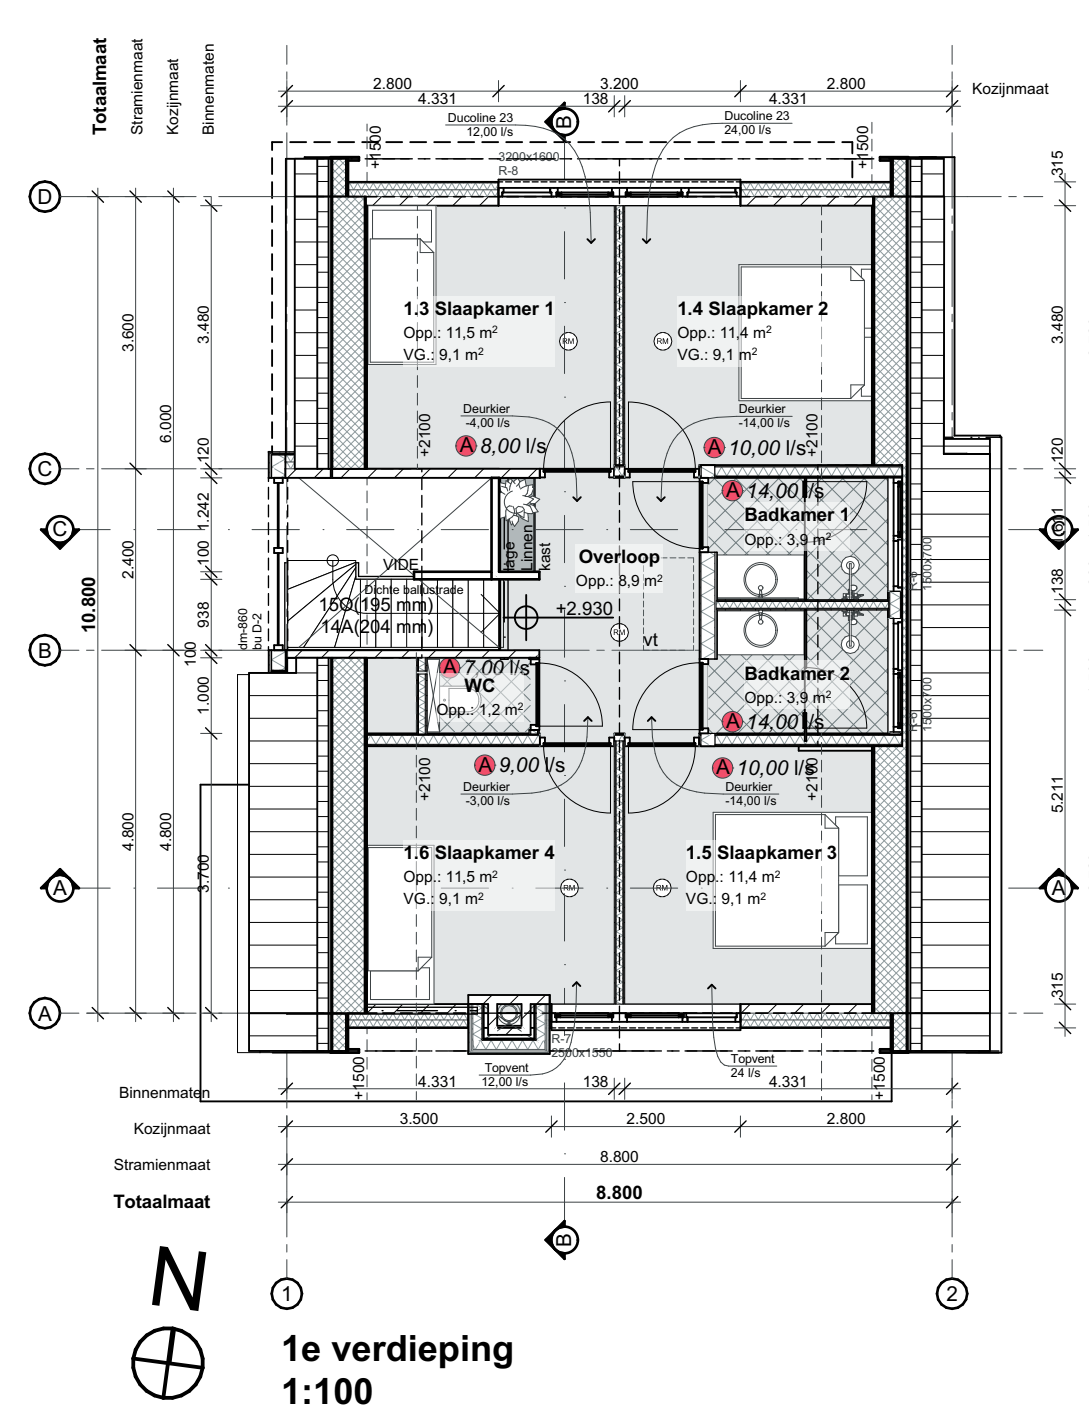 Totaalmaat
Stramienmaat
Kozijnmaat
Binnenmaten
2.800
3.200
2.800
Kozijnmaat
4.331
138
4.331
Ducoline 23
12,00 l/s
B
Ducoline 23
24,00 l/s
+1500
+1500
3200x1600
R-8
315
D
1.3 Slaapkamer 1
Opp.: 11,5 m²
VG.: 9,1 m²
RM
1.4 Slaapkamer 2
Opp.: 11,4 m²
VG.: 9,1 m²
RM
3.600
3.480
3.480
6.000
Deurkier
-4,00 l/s
Deurkier
-14,00 l/s
+2100
+2100
A 8,00 l/s
A 10,00 l/s
120
120
C
A 14,00 l/s
Badkamer 1
Opp.: 3,9 m²
1.242
C
C
Linnen
kast
Overloop
Opp.: 8,9 m²
2.400
100
VIDE
R-6
1500x700
138
Dichte ballustrade
15O(195 mm)
14A(204 mm)
+2.930
10.800
938
dm-860
bu D-2
RM
vt
B
100
A 7,00 l/s
WC
Opp.: 1,2 m²
Badkamer 2
Opp.: 3,9 m²
A 14,00 l/s
1.000
R-6
1500x700
A 9,00 l/s
Deurkier
-3,00 l/s
A 10,00 l/s
Deurkier
-14,00 l/s
+2100
+2100
5.211
4.800
4.800
3.700
1.6 Slaapkamer 4
Opp.: 11,5 m²
VG.: 9,1 m²
RM
1.5 Slaapkamer 3
Opp.: 11,4 m²
VG.: 9,1 m²
RM
A
A
315
A
R-7
2500x1550
Topvent
12,00 l/s
Topvent
24 l/s
+1500
+1500
Binnenmaten
4.331
138
4.331
Kozijnmaat
3.500
2.500
2.800
Stramienmaat
8.800
Totaalmaat
8.800
B
N
1
2
1e verdieping
1:100